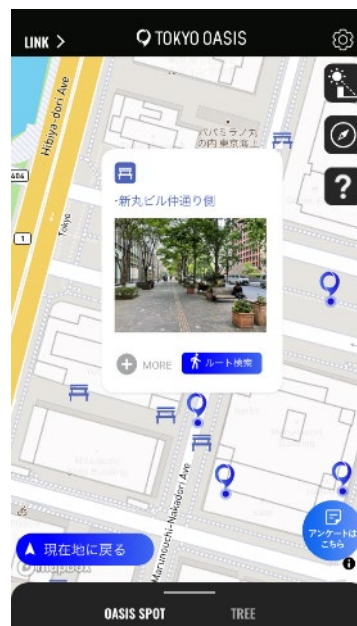 LINK >
TOKYO OASIS
Hibiya-dori Ave
パパミラノ丸
の内 東京海上
404
?
-新丸ビル仲通り側
1
Tokyo
+ MORE
ルート検索
Marunouchi-Nakadori Ave
アンケートは
こちら
現在地に戻る
mapbox
OASIS SPOT
TREE